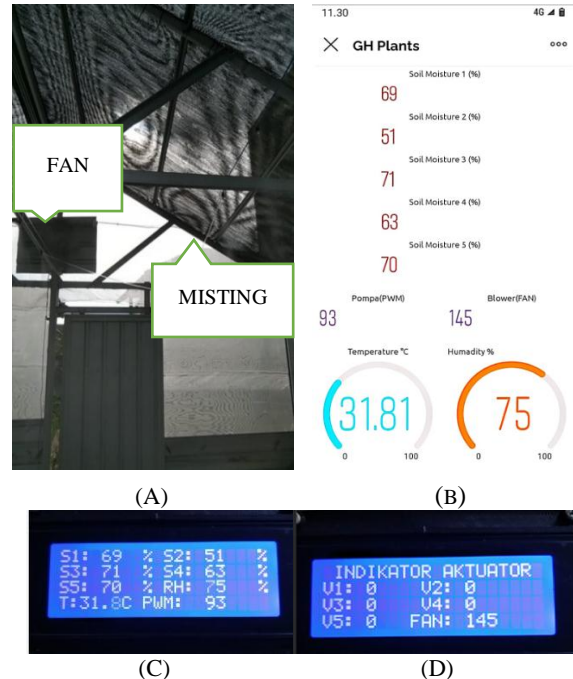 FAN
MISTING
(A)
11.30 4G
GH Plants
Soil Moisture 1 (%)
69
Soil Moisture 2 (%)
51
Soil Moisture 3 (%)
71
Soil Moisture 4 (%)
63
Soil Moisture 5 (%)
70
Pompa(PWM) Blower(FAN)
93 145
Temperature °C Humadity %
31.81 75
0 100 0 100
(B)
S1: 69 % S2: 51 %
S3: 71 % S4: 63 %
S5: 70 % RH: 75 %
T:31.8C PWM: 93
(C)
INDIKATOR AKTUATOR
V1: 0 V2: 0
V3: 0 V4: 0
V5: 0 FAN: 145
(D)